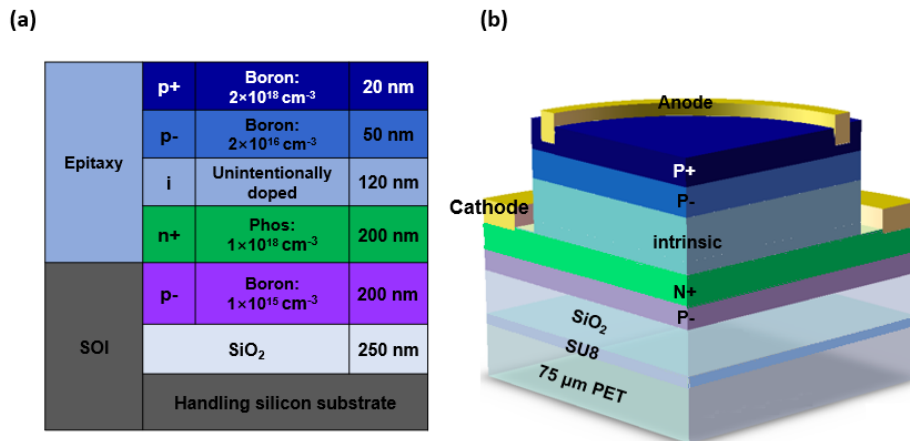 (a)
(b)
Epitaxy
p+
Boron:
2×10¹⁸ cm⁻³
20 nm
p-
Boron:
2×10¹⁶ cm⁻³
50 nm
i
Unintentionally
doped
120 nm
n+
Phos:
1×10¹⁸ cm⁻³
200 nm
SOI
p-
Boron:
1×10¹⁵ cm⁻³
200 nm
SiO₂
250 nm
Handling silicon substrate
Anode
P+
P-
Cathode
intrinsic
N+
P-
SiO₂
SU8
75 μm PET